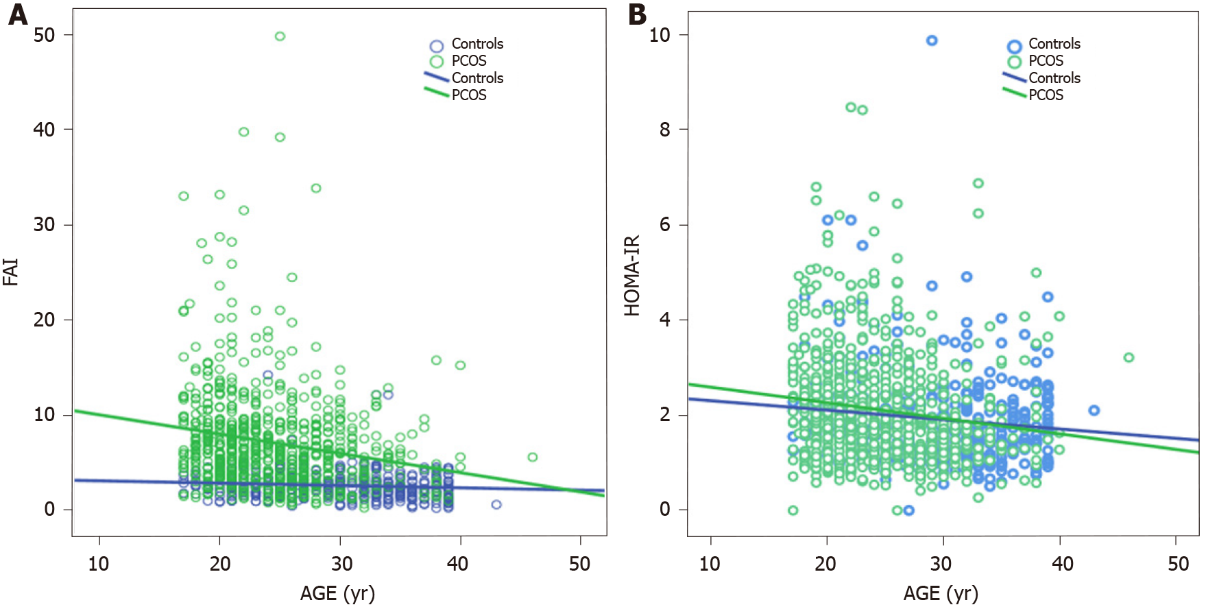 A
FAI
50
40
30
20
10
0
Controls
PCOS
Controls
PCOS
10 20 30 40 50
AGE (yr)
B
HOMA-IR
10
8
6
4
2
0
Controls
PCOS
Controls
PCOS
10 20 30 40 50
AGE (yr)